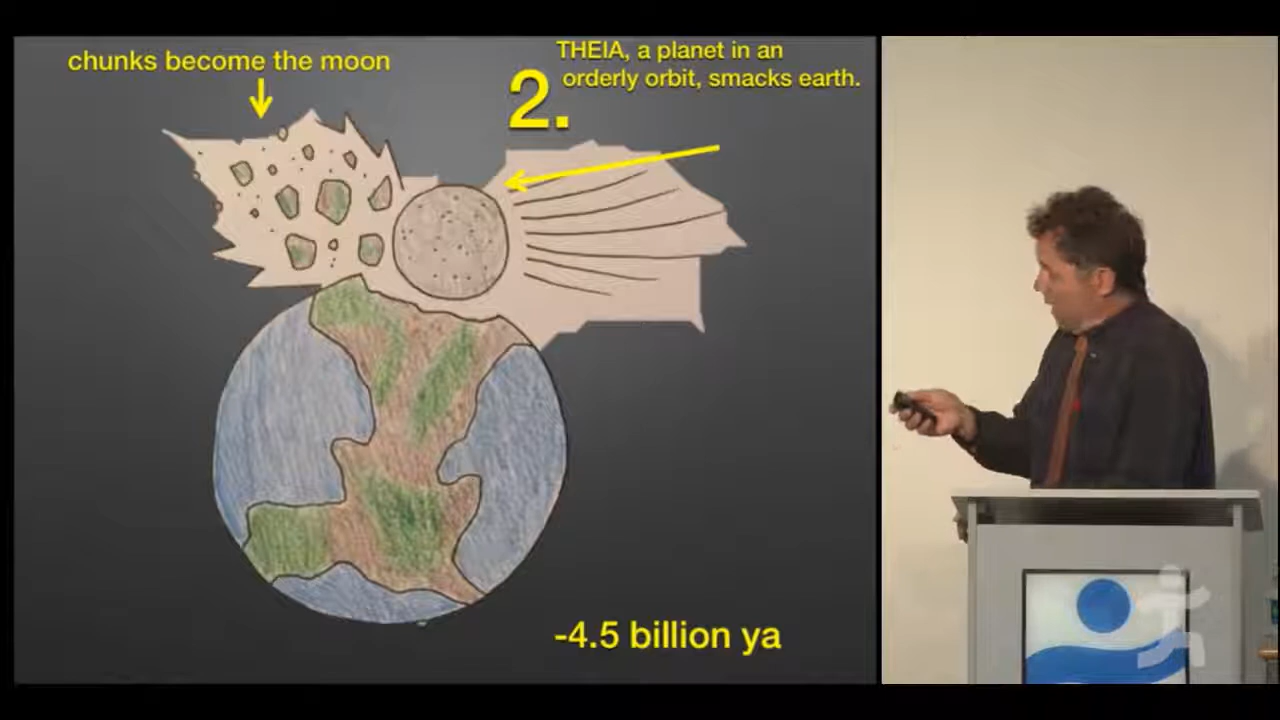 chunks become the moon
THEIA, a planet in an
2. orderly orbit, smacks earth.
-4.5 billion ya